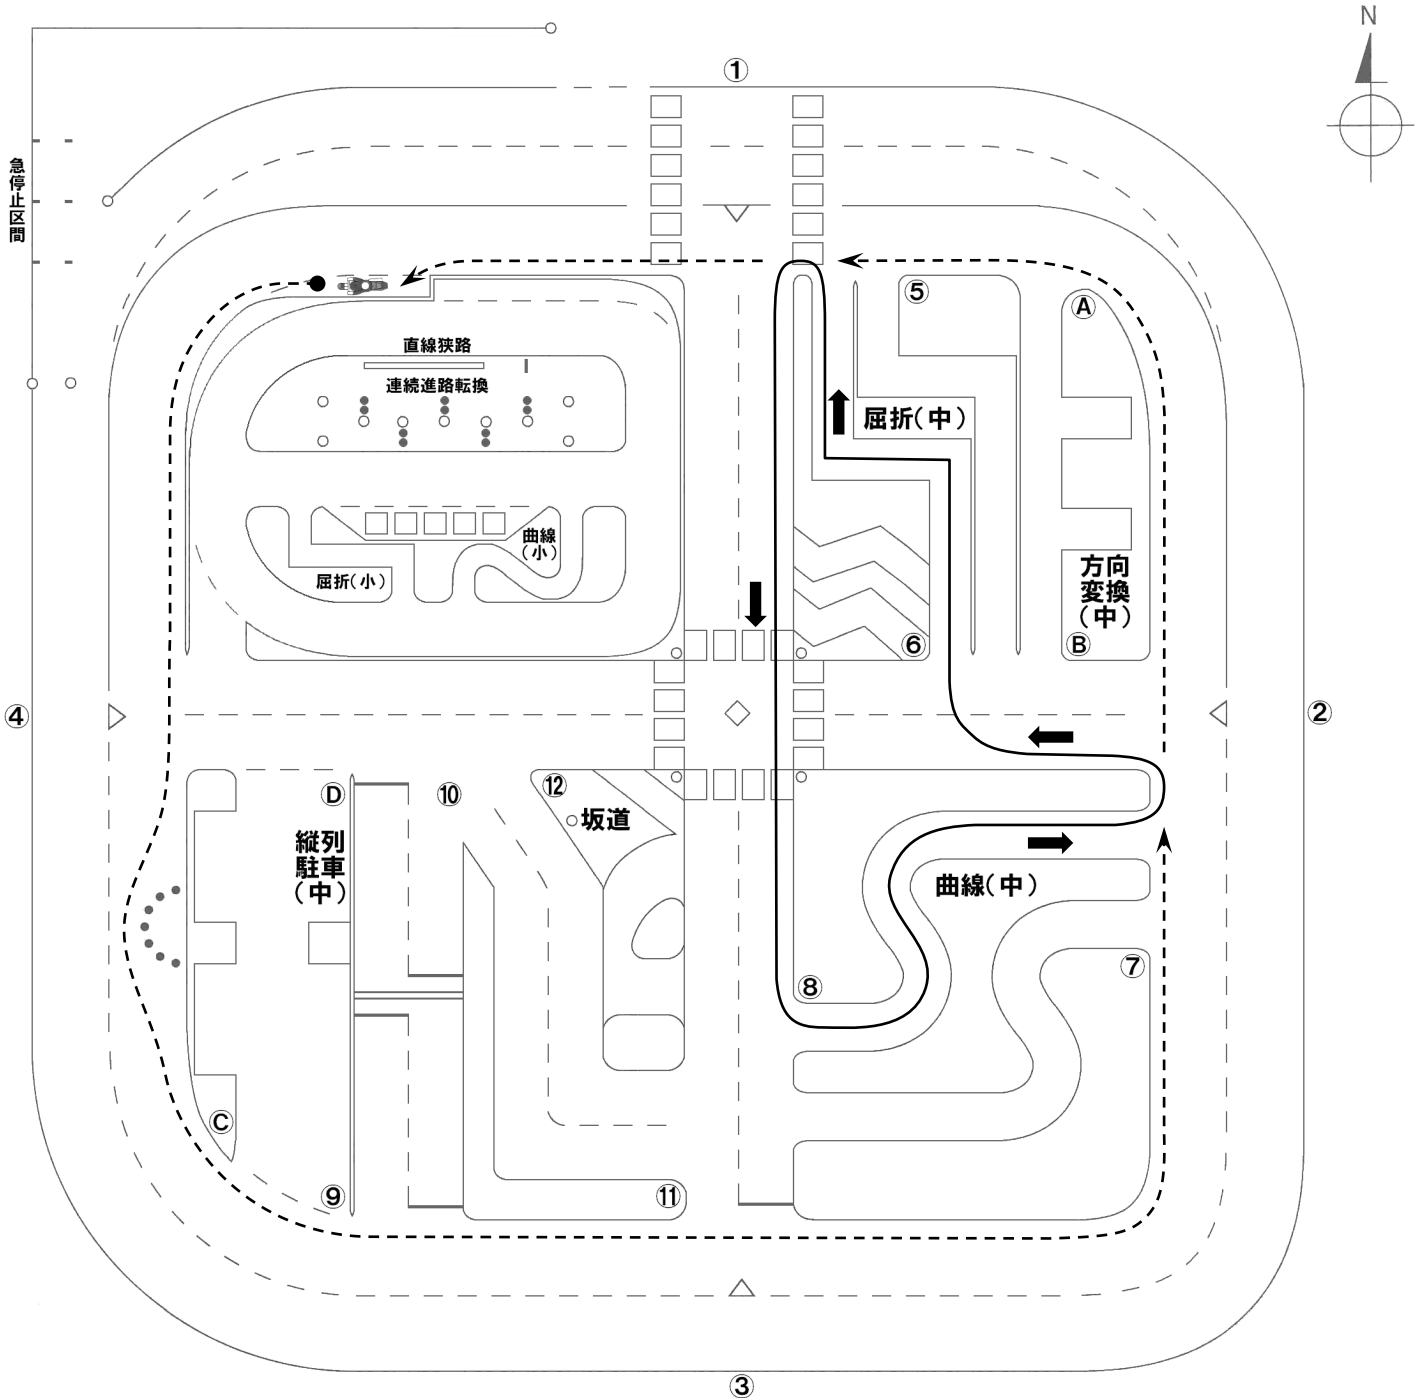 N
①
急停止区間
⑤
Ⓐ
直線狭路
連続進路転換
屈折(中)
曲線
(小)
屈折(小)
方向
変換
(中)
⑥
Ⓑ
④
②
Ⓓ
⑩
⑫
坂道
縦列
駐車
(中)
曲線(中)
⑦
⑧
Ⓒ
⑨
⑪
③